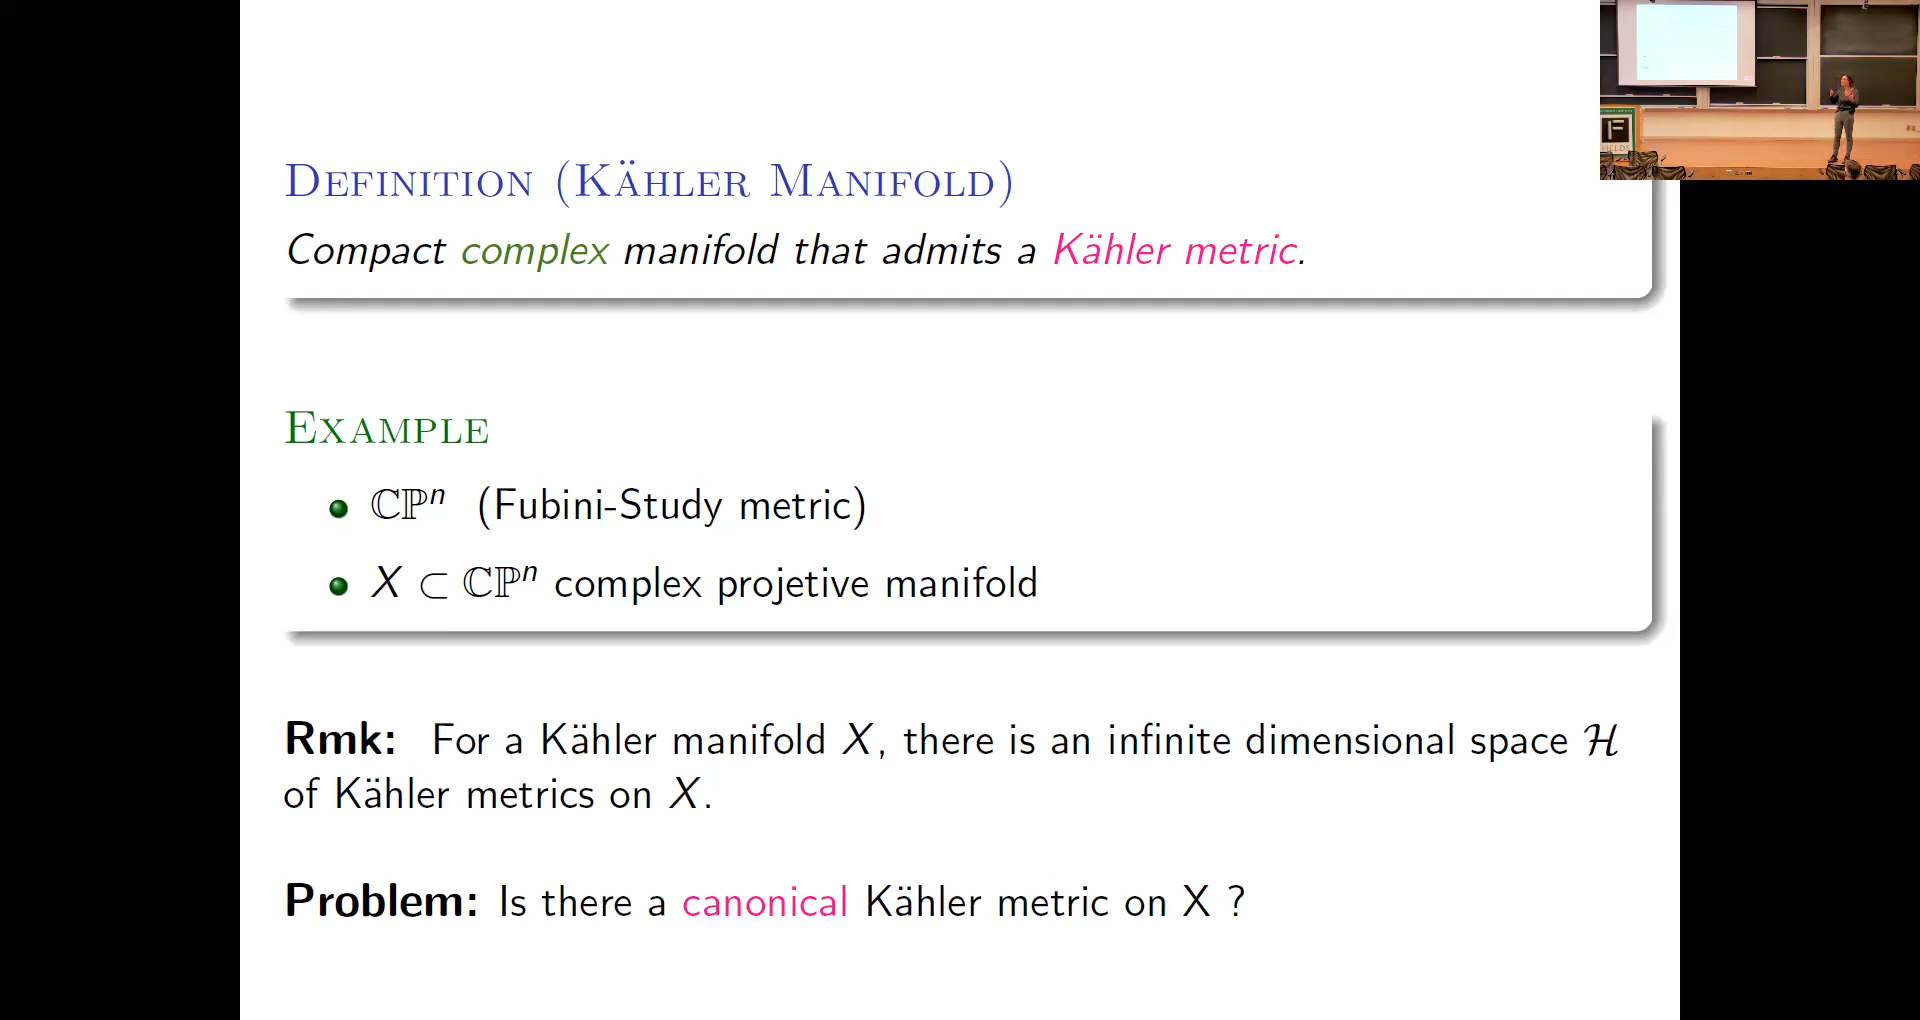 Definition (Kähler Manifold)
Compact complex manifold that admits a Kähler metric.
Example
• ℂℙⁿ (Fubini-Study metric)
• X ⊂ ℂℙⁿ complex projetive manifold
Rmk: For a Kähler manifold X, there is an infinite dimensional space ℋ
of Kähler metrics on X.
Problem: Is there a canonical Kähler metric on X ?
F
FIELDS